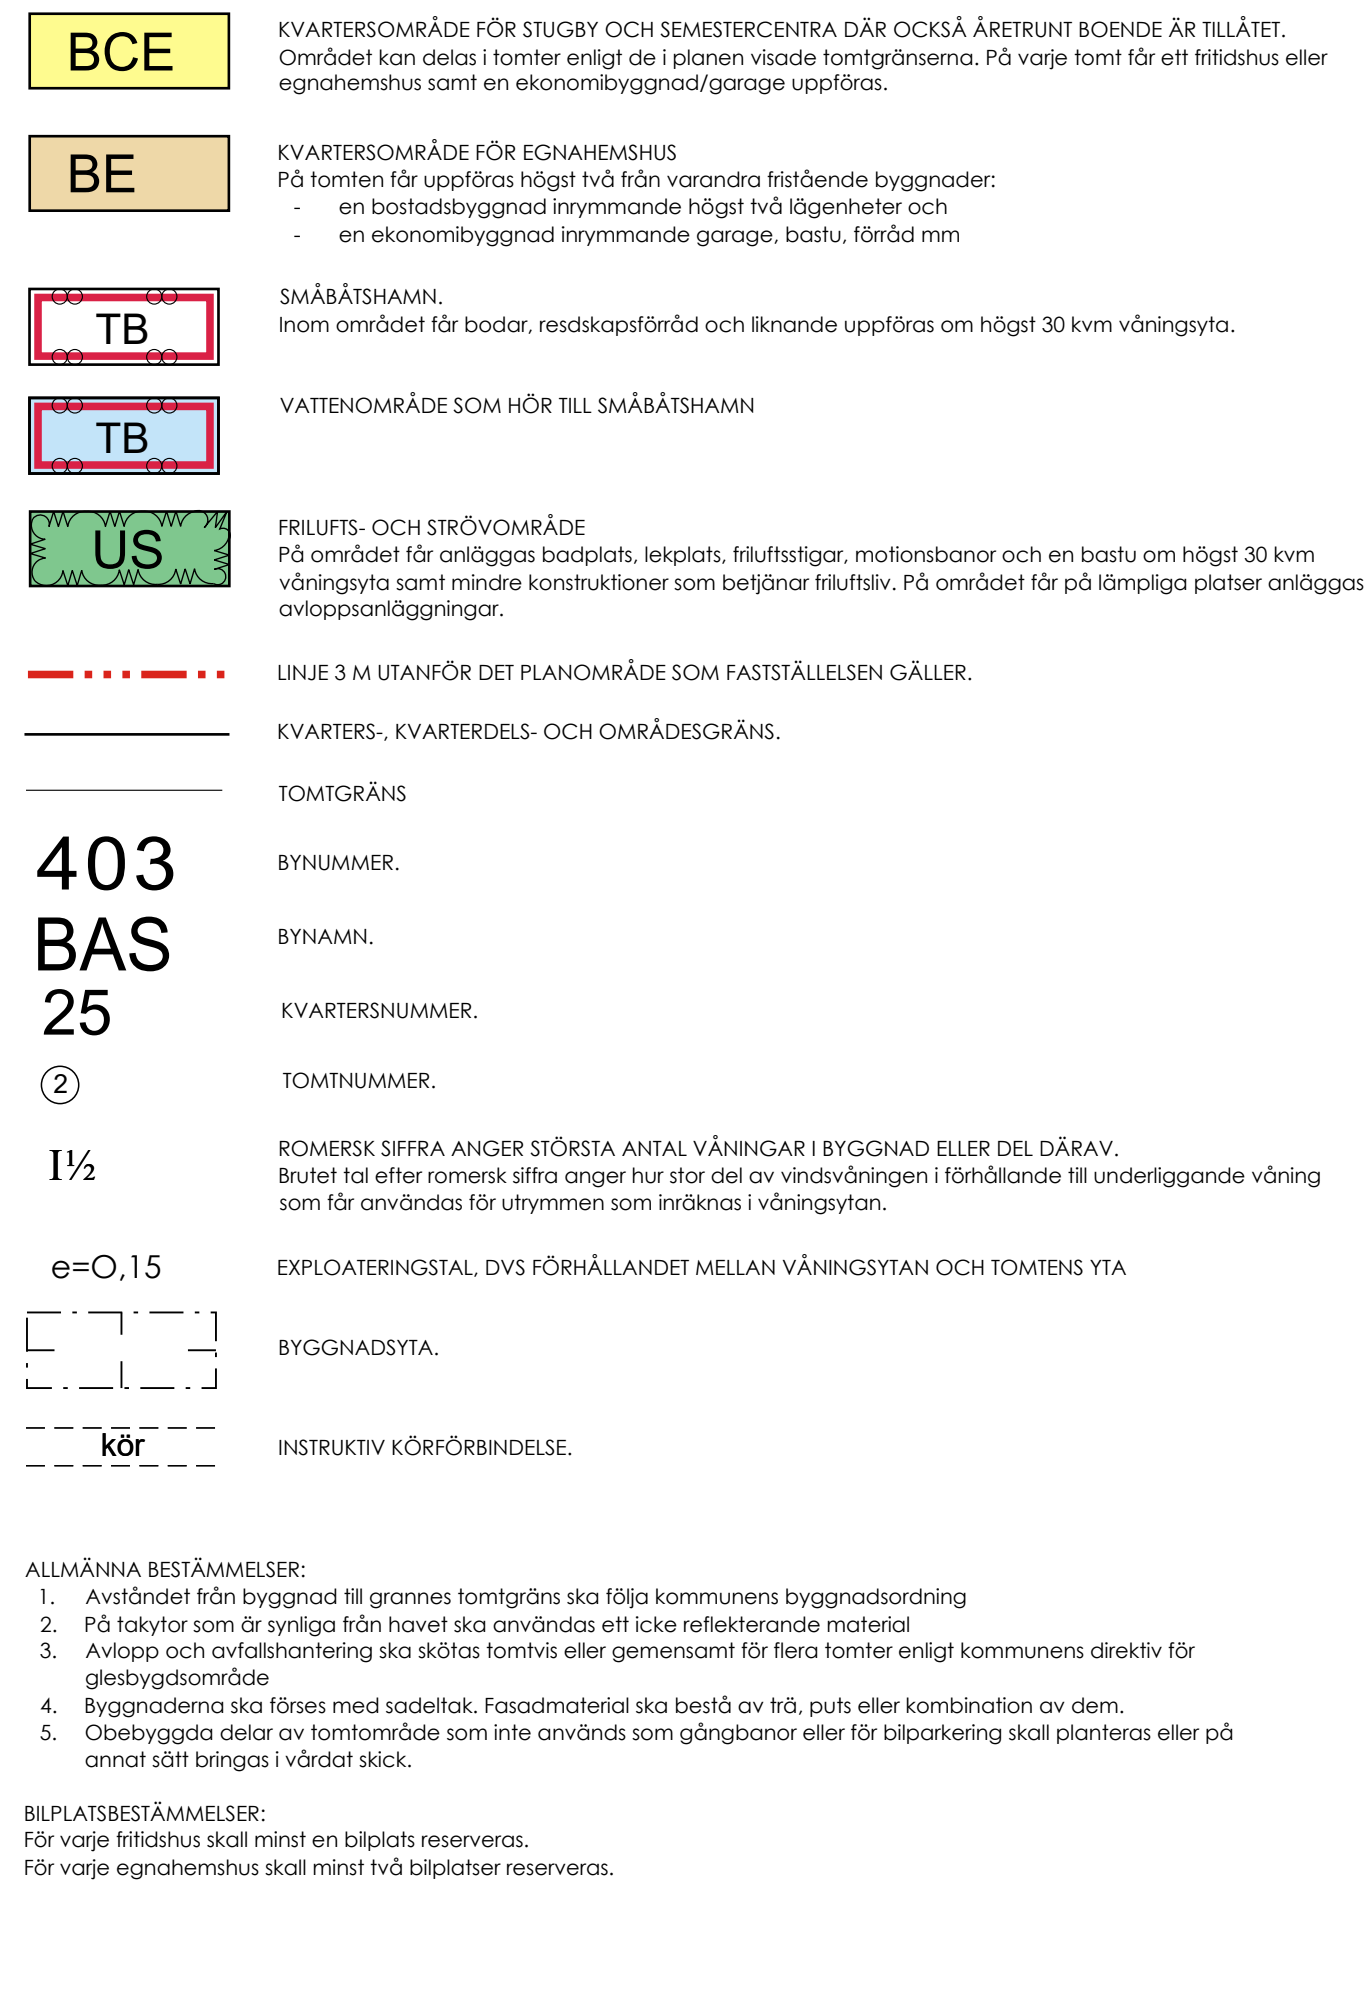 BCE
KVARTERSOMRÅDE FÖR STUGBY OCH SEMESTERCENTRA DÄR OCKSÅ ÅRETRUNT BOENDE ÄR TILLÅTET.
Området kan delas i tomter enligt de i planen visade tomtgränserna. På varje tomt får ett fritidshus eller
egnahemshus samt en ekonomibyggnad/garage uppföras.
BE
KVARTERSOMRÅDE FÖR EGNAHEMSHUS
På tomten får uppföras högst två från varandra fristående byggnader:
- en bostadsbyggnad inrymmande högst två lägenheter och
- en ekonomibyggnad inrymmande garage, bastu, förråd mm
TB
SMÅBÅTSHAMN.
Inom området får bodar, resdskapsförråd och liknande uppföras om högst 30 kvm våningsyta.
TB
VATTENOMRÅDE SOM HÖR TILL SMÅBÅTSHAMN
US
FRILUFTS- OCH STRÖVOMRÅDE
På området får anläggas badplats, lekplats, friluftsstigar, motionsbanor och en bastu om högst 30 kvm
våningsyta samt mindre konstruktioner som betjänar friluftsliv. På området får på lämpliga platser anläggas
avloppsanläggningar.
LINJE 3 M UTANFÖR DET PLANOMRÅDE SOM FASTSTÄLLELSEN GÄLLER.
KVARTERS-, KVARTERDELS- OCH OMRÅDESGRÄNS.
TOMTGRÄNS
403
BYNUMMER.
BAS
BYNAMN.
25
KVARTERSNUMMER.
2
TOMTNUMMER.
I½
ROMERSK SIFFRA ANGER STÖRSTA ANTAL VÅNINGAR I BYGGNAD ELLER DEL DÄRAV.
Brutet tal efter romersk siffra anger hur stor del av vindsvåningen i förhållande till underliggande våning
som får användas för utrymmen som inräknas i våningsytan.
e=O,15
EXPLOATERINGSTAL, DVS FÖRHÅLLANDET MELLAN VÅNINGSYTAN OCH TOMTENS YTA
BYGGNADSYTA.
kör
INSTRUKTIV KÖRFÖRBINDELSE.
ALLMÄNNA BESTÄMMELSER:
1. Avståndet från byggnad till grannes tomtgräns ska följa kommunens byggnadsordning
2. På takytor som är synliga från havet ska användas ett icke reflekterande material
3. Avlopp och avfallshantering ska skötas tomtvis eller gemensamt för flera tomter enligt kommunens direktiv för
glesbygdsområde
4. Byggnaderna ska förses med sadeltak. Fasadmaterial ska bestå av trä, puts eller kombination av dem.
5. Obebyggda delar av tomtområde som inte används som gångbanor eller för bilparkering skall planteras eller på
annat sätt bringas i vårdat skick.
BILPLATSBESTÄMMELSER:
För varje fritidshus skall minst en bilplats reserveras.
För varje egnahemshus skall minst två bilplatser reserveras.